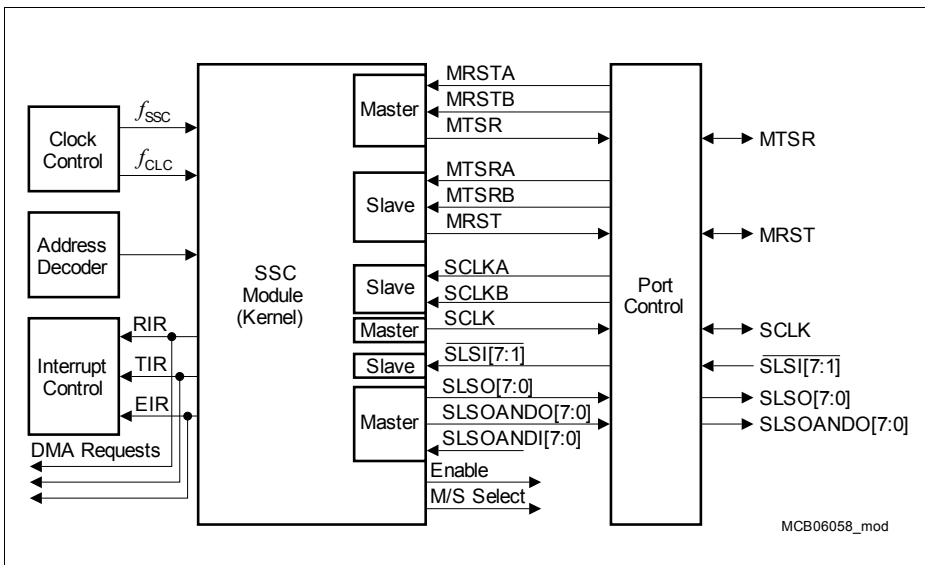 Clock
Control
fSSC
fCLC
Address
Decoder
Interrupt
Control
RIR
TIR
EIR
DMA Requests
SSC
Module
(Kernel)
Master
Slave
Slave
Master
Slave
Master
MRSTA
MRSTB
MTSR
MTSRA
MTSRB
MRST
SCLKA
SCLKB
SCLK
SLSI[7:1]
SLSO[7:0]
SLSOANDO[7:0]
SLSOANDI[7:0]
Enable
M/S Select
Port
Control
MTSR
MRST
SCLK
SLSI[7:1]
SLSO[7:0]
SLSOANDO[7:0]
MCB06058_mod